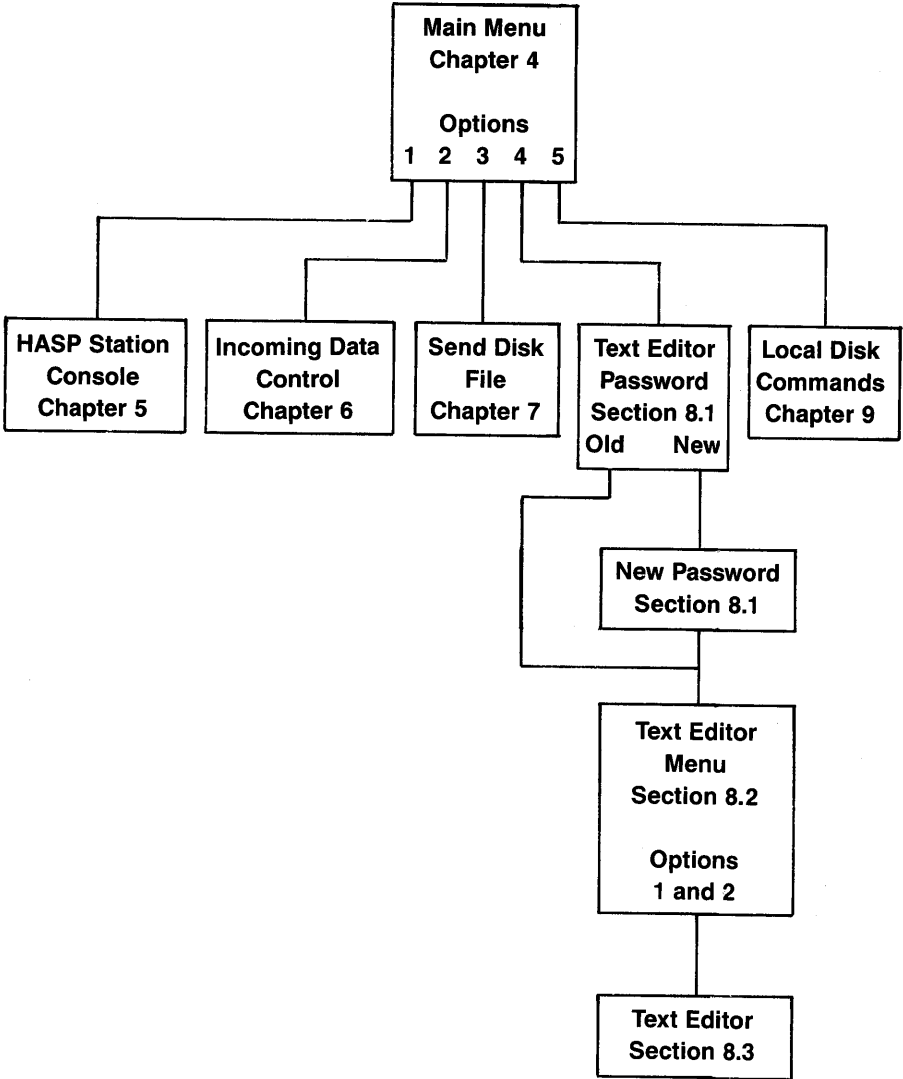 Main Menu
Chapter 4
Options
1 2 3 4 5
HASP Station
Console
Chapter 5
Incoming Data
Control
Chapter 6
Send Disk
File
Chapter 7
Text Editor
Password
Section 8.1
Old New
Local Disk
Commands
Chapter 9
New Password
Section 8.1
Text Editor
Menu
Section 8.2
Options
1 and 2
Text Editor
Section 8.3